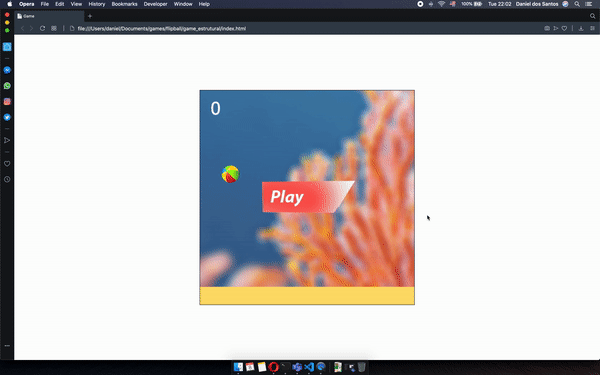 Opera File Edit View History Bookmarks Developer Window Help 100% Tue 22:02 Daniel dos Santos
Game
file:///Users/daniel/Documents/games/flipball/game_estrutural/index.html
0
Play